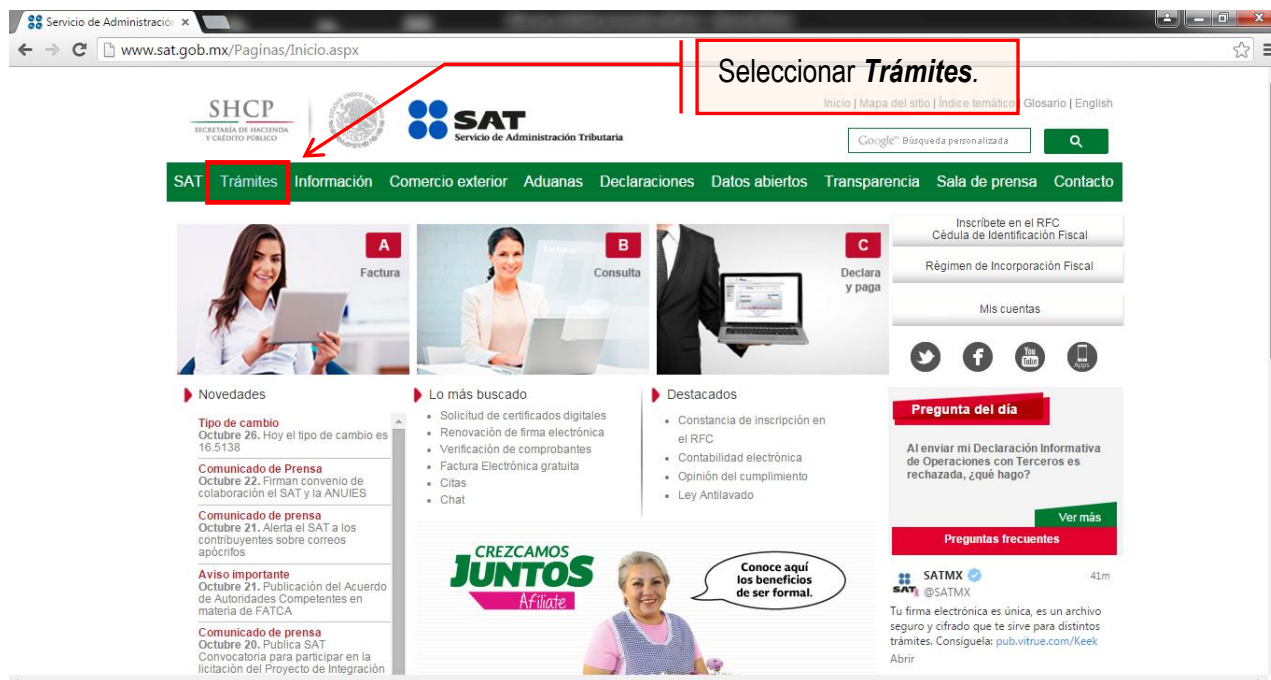 Servicio de Administració
www.sat.gob.mx/Paginas/Inicio.aspx
Seleccionar Trámites.
Inicio | Mapa del sitio | Índice temático Glosario | English
SHCP
SECRETARÍA DE HACIENDA
Y CRÉDITO PÚBLICO
SAT
Servicio de Administración Tributaria
Google™ Búsqueda personalizada
SAT Trámites Información Comercio exterior Aduanas Declaraciones Datos abiertos Transparencia Sala de prensa Contacto
A
Factura
B
Consulta
C
Declara
y paga
Inscríbete en el RFC
Cédula de Identificación Fiscal
Régimen de Incorporación Fiscal
Mis cuentas
You
Tube
Apps
Novedades
Tipo de cambio
Octubre 26. Hoy el tipo de cambio es
16.5138
Comunicado de Prensa
Octubre 22. Firman convenio de
colaboración el SAT y la ANUIES
Comunicado de prensa
Octubre 21. Alerta el SAT a los
contribuyentes sobre correos
apócrifos
Aviso importante
Octubre 21. Publicación del Acuerdo
de Autoridades Competentes en
materia de FATCA
Comunicado de prensa
Octubre 20. Publica SAT
Convocatoria para participar en la
licitación del Proyecto de Integración
Lo más buscado
Solicitud de certificados digitales
Renovación de firma electrónica
Verificación de comprobantes
Factura Electrónica gratuita
Citas
Chat
Destacados
Constancia de inscripción en
el RFC
Contabilidad electrónica
Opinión del cumplimiento
Ley Antilavado
CREZCAMOS
JUNTOS
Afíliate
Conoce aquí
los beneficios
de ser formal.
Pregunta del día
Al enviar mi Declaración Informativa
de Operaciones con Terceros es
rechazada, ¿qué hago?
Ver más
Preguntas frecuentes
SATMX 41m
SAT @SATMX
Tu firma electrónica es única, es un archivo
seguro y cifrado que te sirve para distintos
trámites. Consíguela: pub.vitrue.com/Keek
Abrir